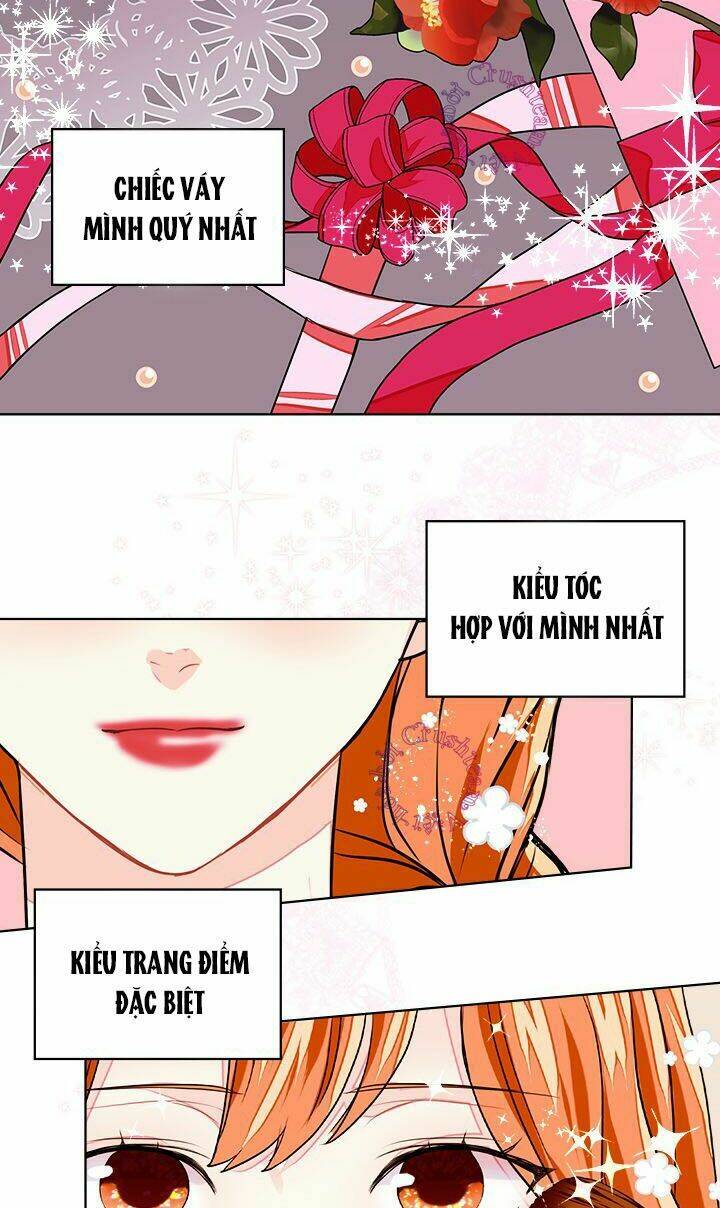 CHIẾC VÁY
MÌNH QUÝ NHẤT
KIỂU TÓC
HỢP VỚI MÌNH NHẤT
KIỂU TRANG ĐIỂM
ĐẶC BIỆT